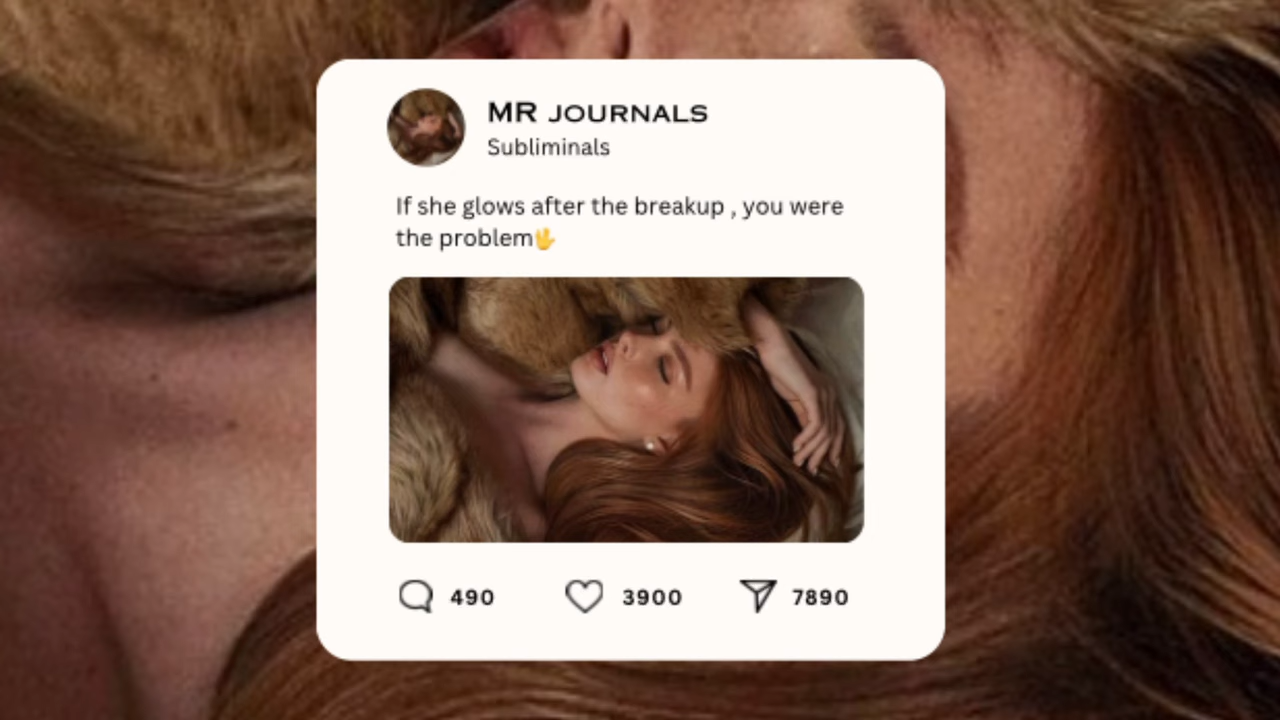 MR JOURNALS
Subliminals
If she glows after the breakup , you were
the problem🖖
490
3900
7890